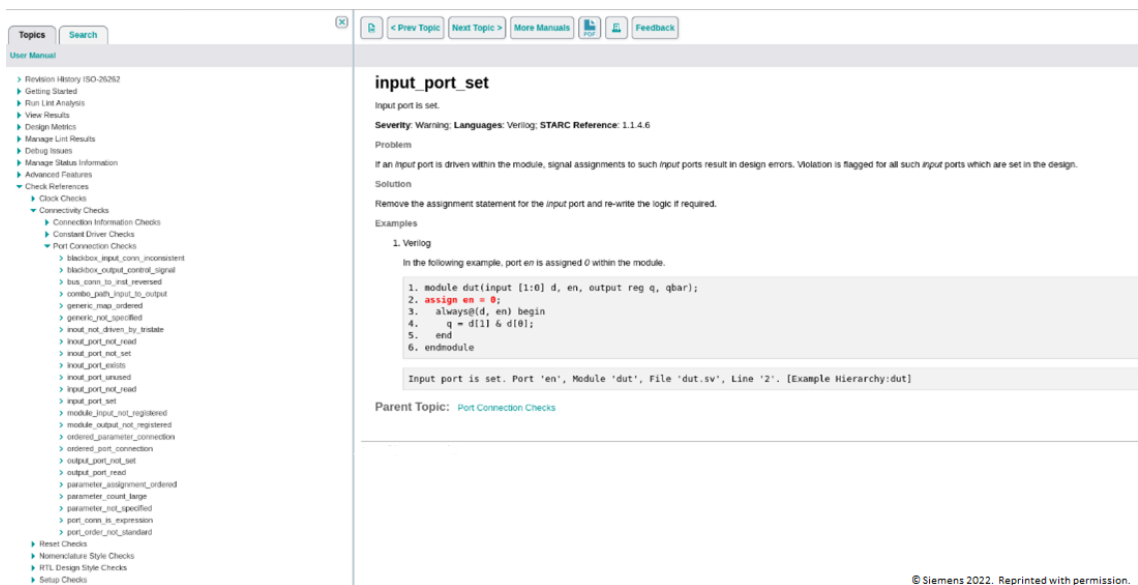 Topics
Search
User Manual
Revision History ISO-26262
Getting Started
Run Lint Analysis
View Results
Design Metrics
Manage Lint Results
Debug Issues
Manage Status Information
Advanced Features
Check References
Clock Checks
Connectivity Checks
Connection Information Checks
Constant Driver Checks
Port Connection Checks
blackbox_input_conn_inconsistent
blackbox_output_control_signal
bus_conn_to_inst_reversed
combo_path_input_to_output
generic_map_ordered
generic_not_specified
inout_not_driven_by_tristate
inout_port_not_read
inout_port_not_set
inout_port_exists
inout_port_unused
input_port_not_read
input_port_set
module_input_not_registered
module_output_not_registered
ordered_parameter_connection
ordered_port_connection
output_port_not_set
output_port_read
parameter_assignment_ordered
parameter_count_large
parameter_not_specified
port_conn_is_expression
port_order_not_standard
Reset Checks
Nomenclature Style Checks
RTL Design Style Checks
Setup Checks
< Prev Topic Next Topic > More Manuals PDF Feedback
input_port_set
Input port is set.
Severity: Warning; Languages: Verilog; STARC Reference: 1.1.4.6
Problem
If an input port is driven within the module, signal assignments to such input ports result in design errors. Violation is flagged for all such input ports which are set in the design.
Solution
Remove the assignment statement for the input port and re-write the logic if required.
Examples
1. Verilog
In the following example, port en is assigned 0 within the module.
1. module dut(input [1:0] d, en, output reg q, qbar);
2. assign en = 0;
3. always@(d, en) begin
4. q = d[1] & d[0];
5. end
6. endmodule
Input port is set. Port 'en', Module 'dut', File 'dut.sv', Line '2'. [Example Hierarchy:dut]
Parent Topic: Port Connection Checks
© Siemens 2022. Reprinted with permission.